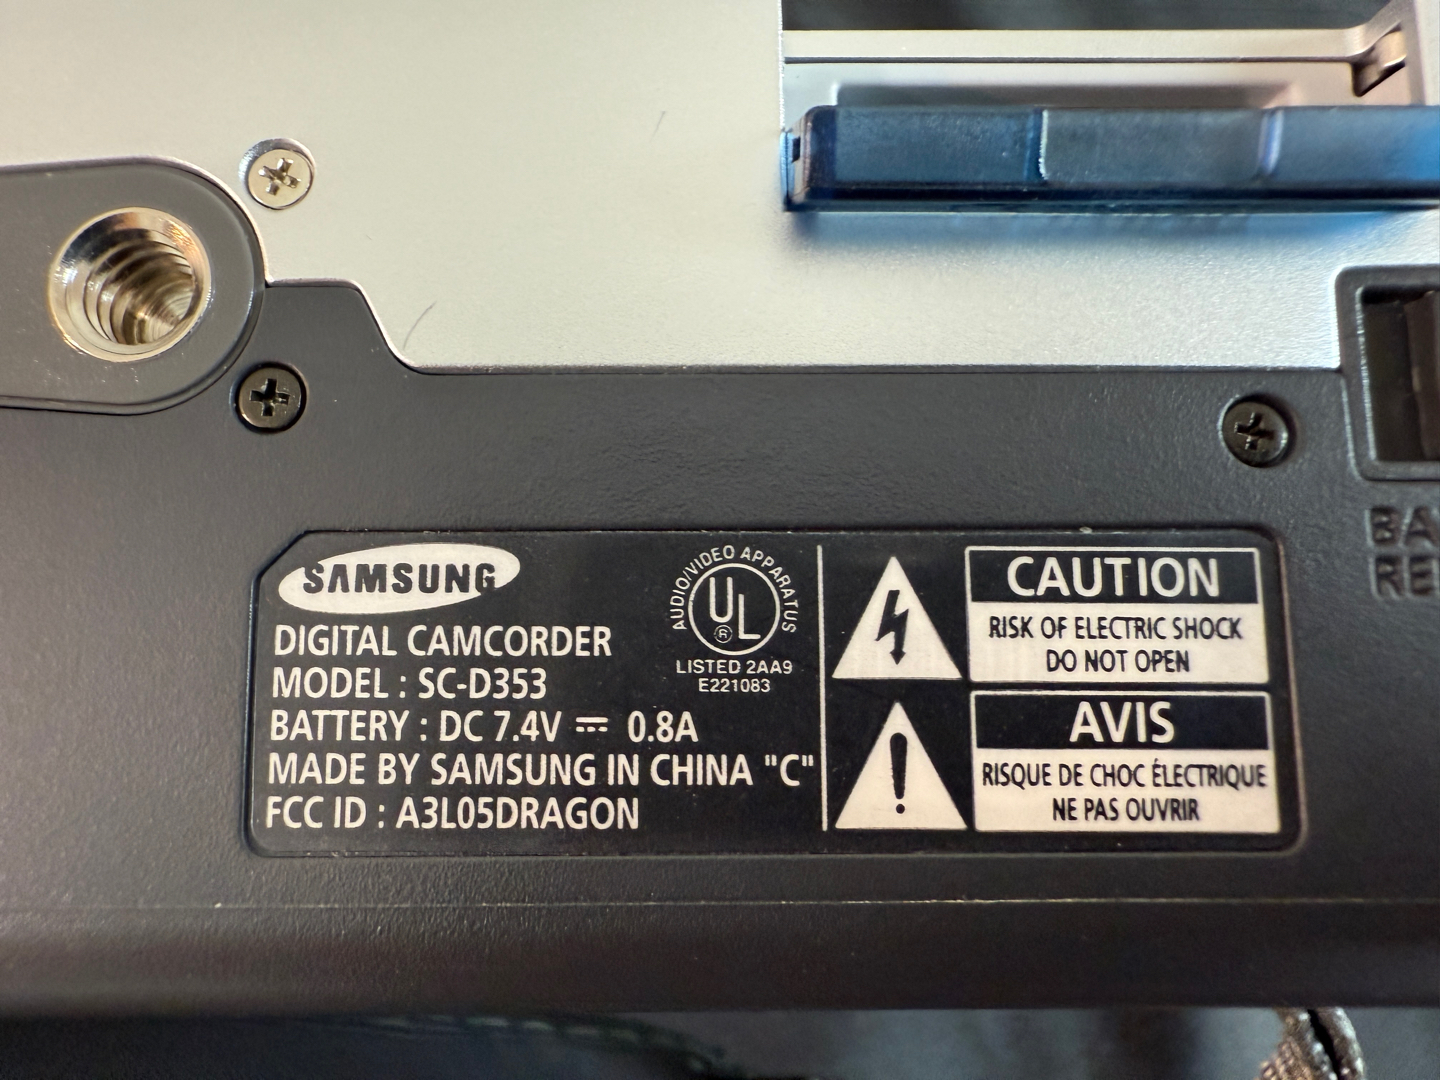 SAMSUNG
DIGITAL CAMCORDER
MODEL : SC-D353
BATTERY : DC 7.4V ⎓ 0.8A
MADE BY SAMSUNG IN CHINA "C"
FCC ID : A3L05DRAGON
AUDIO/VIDEO APPARATUS
UL ®
LISTED 2AA9
E221083
CAUTION
RISK OF ELECTRIC SHOCK
DO NOT OPEN
AVIS
RISQUE DE CHOC ÉLECTRIQUE
NE PAS OUVRIR